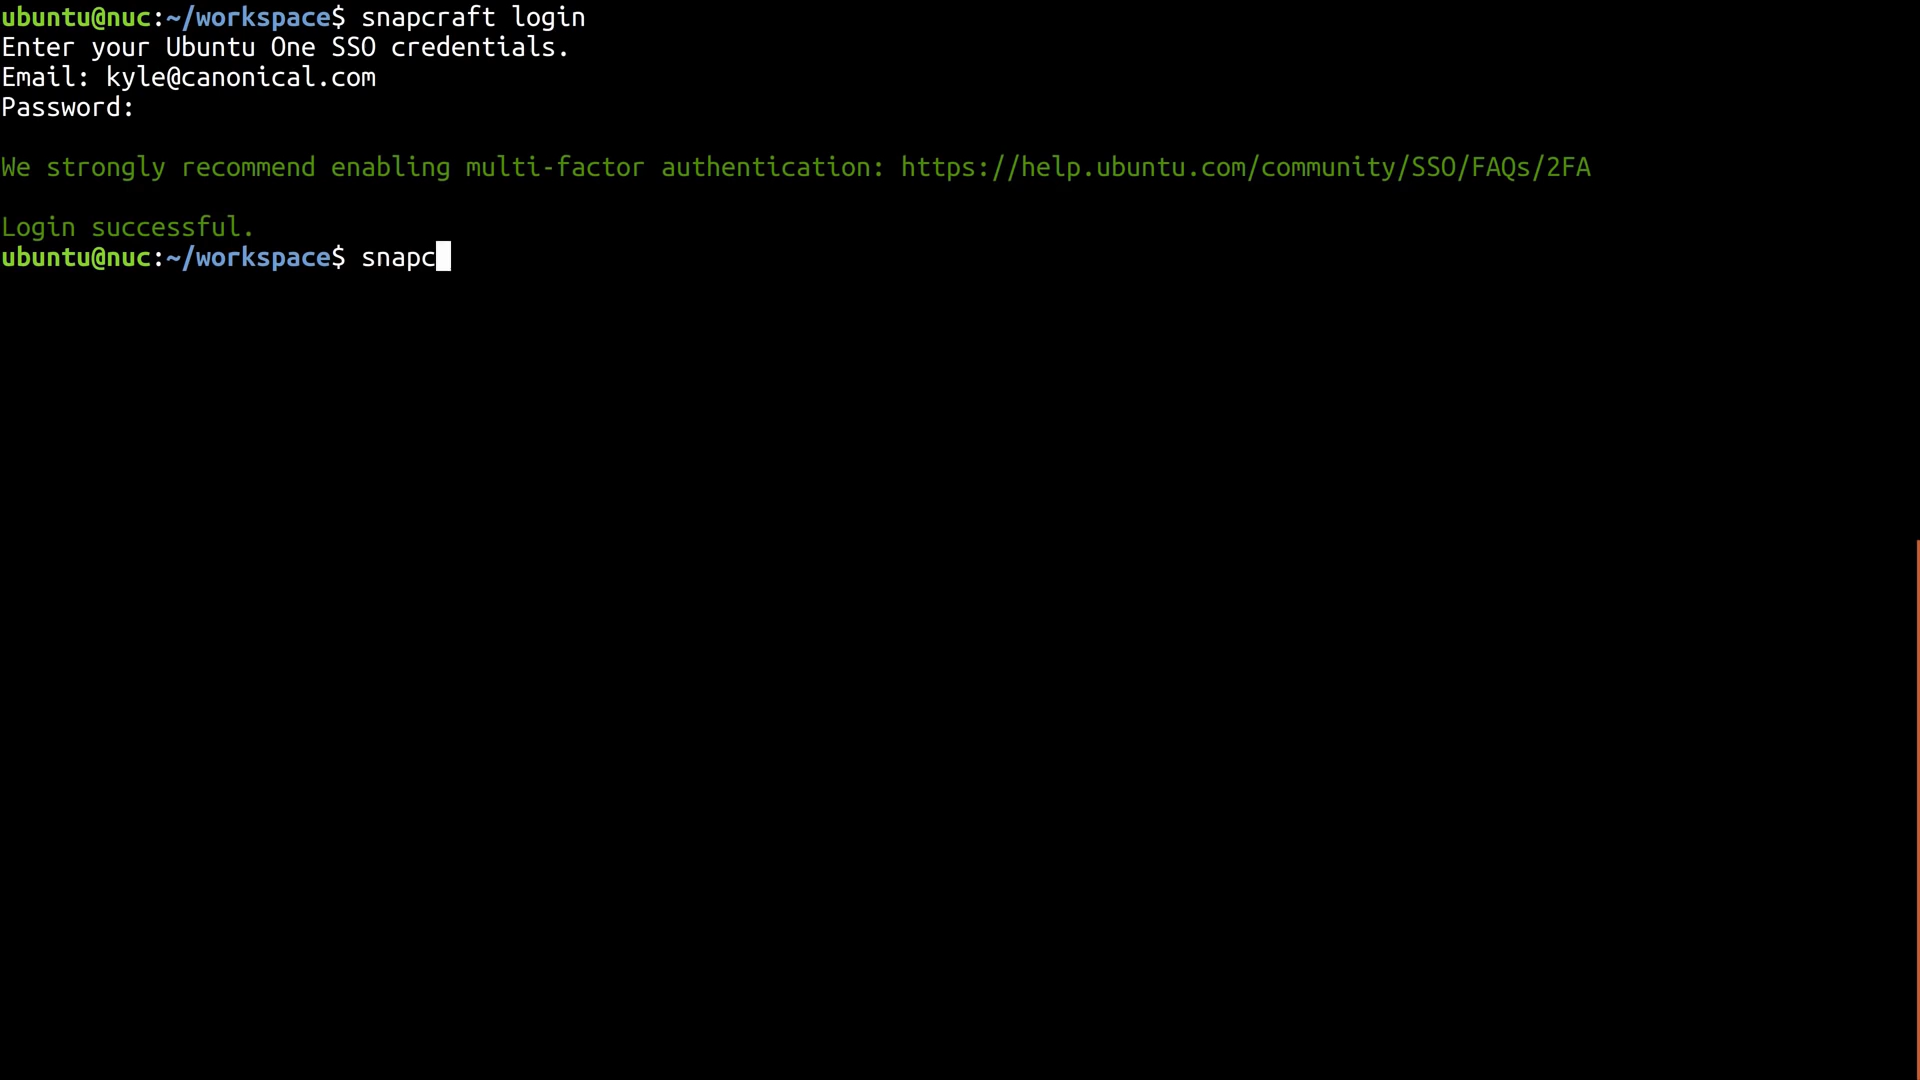 ubuntu@nuc:~/workspace$ snapcraft login
Enter your Ubuntu One SSO credentials.
Email: kyle@canonical.com
Password:
We strongly recommend enabling multi-factor authentication: https://help.ubuntu.com/community/SSO/FAQs/2FA
Login successful.
ubuntu@nuc:~/workspace$ snapc